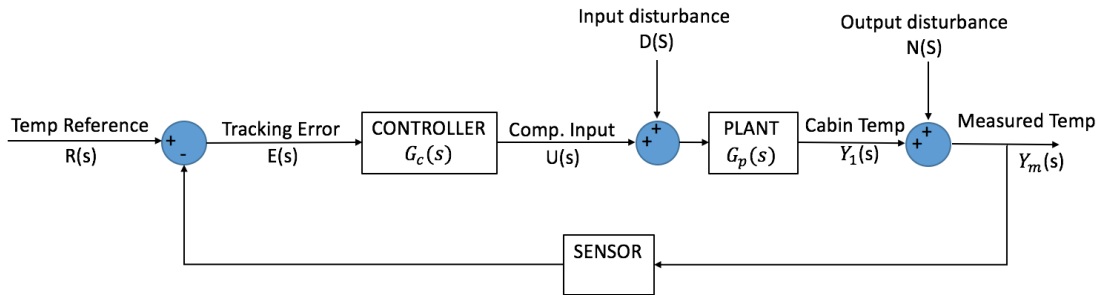 Input disturbance
D(S)
Output disturbance
N(S)
Temp Reference
R(s)
+
-
Tracking Error
E(s)
CONTROLLER
G_c(s)
Comp. Input
U(s)
+
+
PLANT
G_p(s)
Cabin Temp
Y_1(s)
+
+
Measured Temp
Y_m(s)
SENSOR